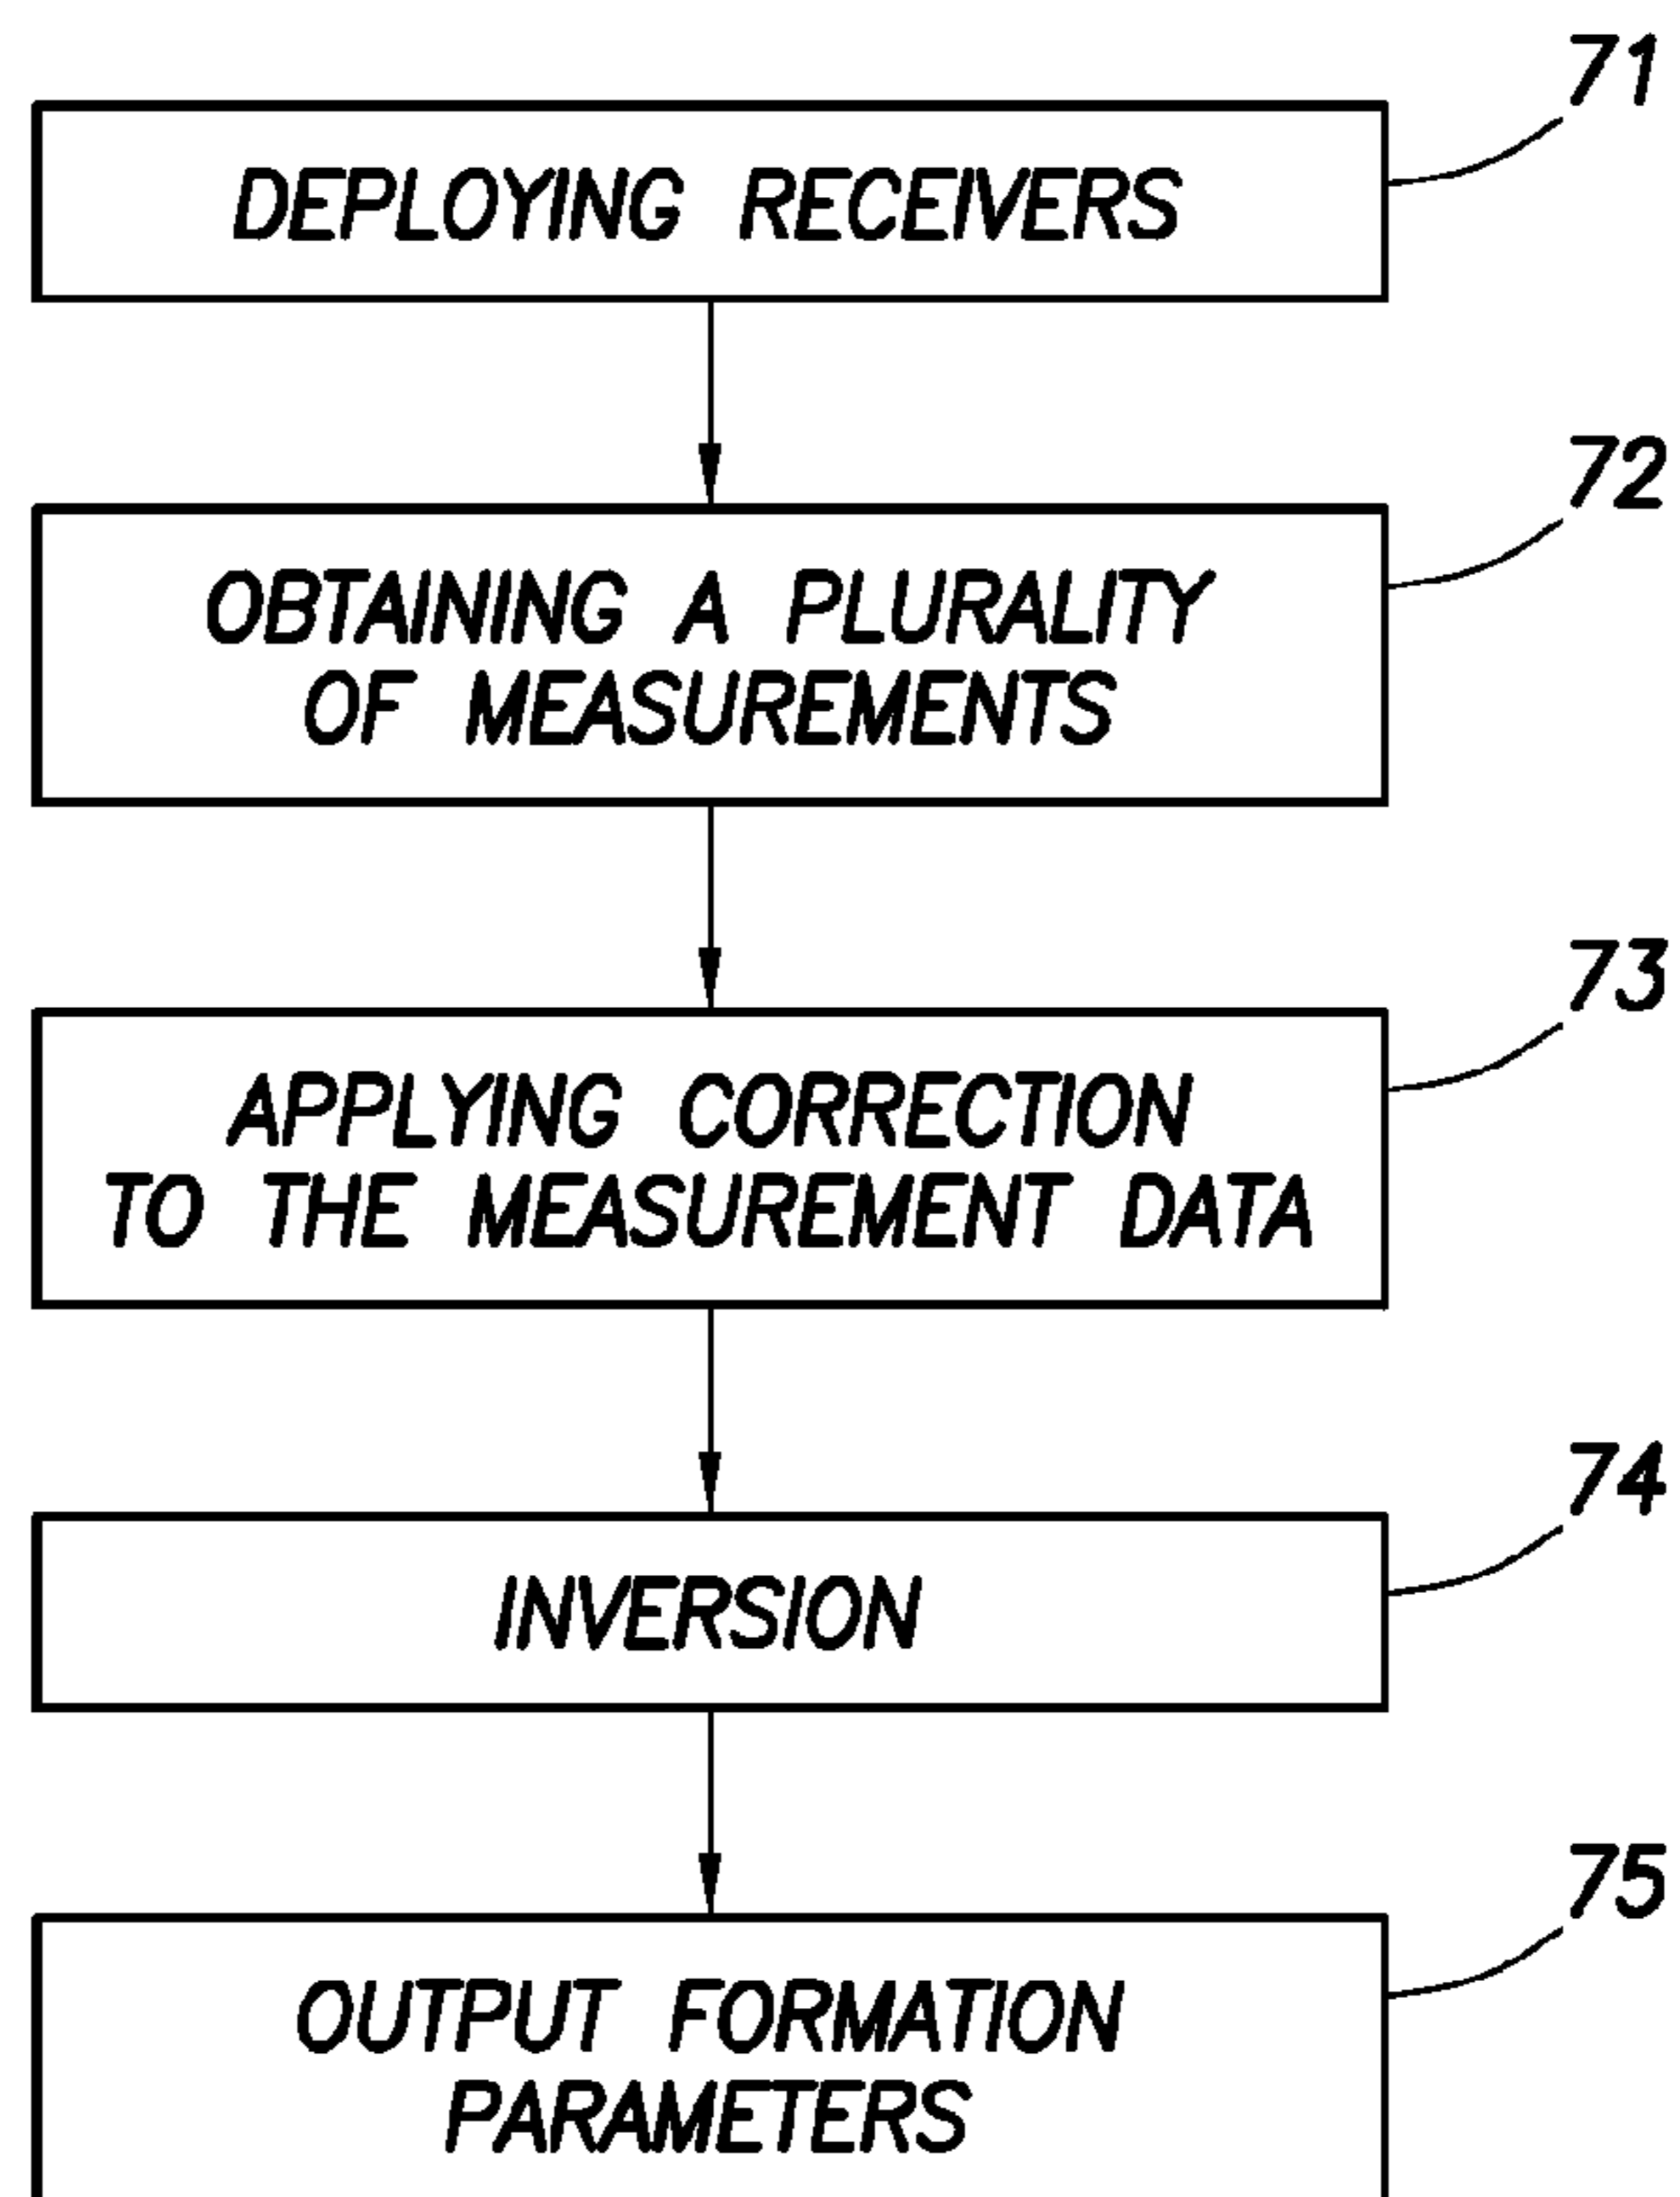 71
DEPLOYING RECEIVERS
72
OBTAINING A PLURALITY
OF MEASUREMENTS
73
APPLYING CORRECTION
TO THE MEASUREMENT DATA
74
INVERSION
75
OUTPUT FORMATION
PARAMETERS